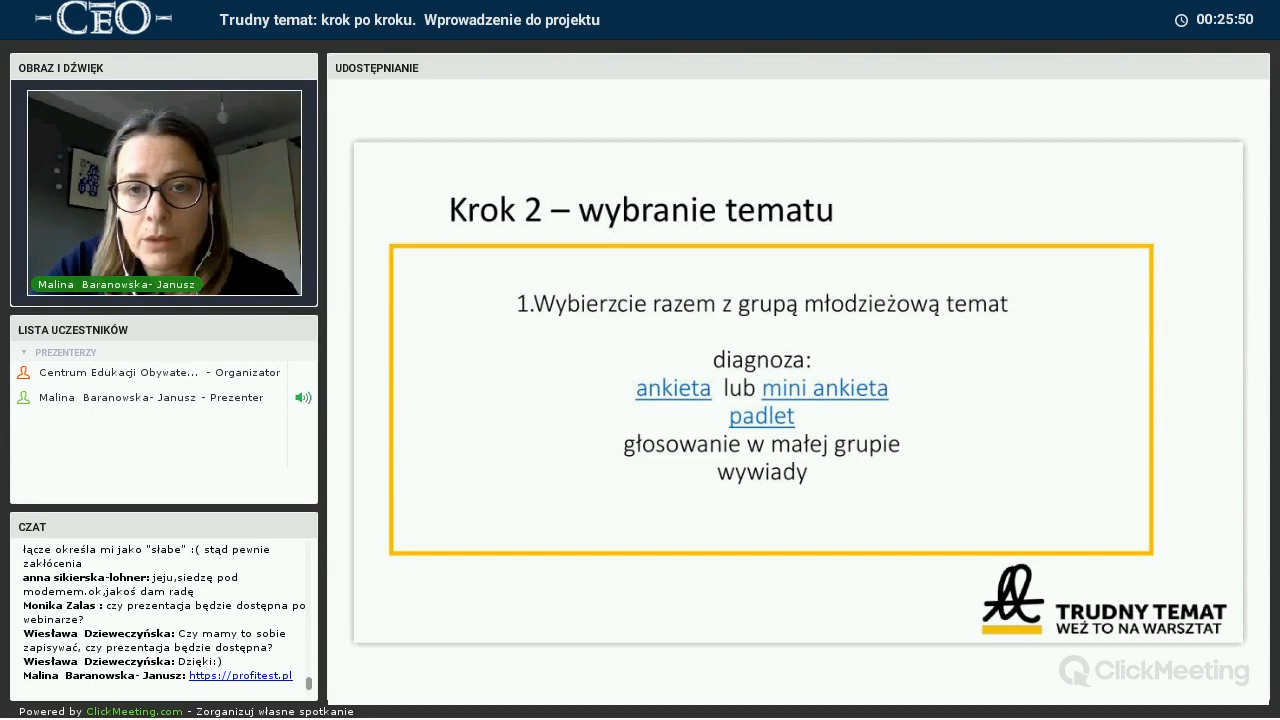 CEO
Trudny temat: krok po kroku.  Wprowadzenie do projektu
00:25:50
OBRAZ I DŹWIĘK
Malina  Baranowska- Janusz
LISTA UCZESTNIKÓW
PREZENTERZY
Centrum Edukacji Obywate...  - Organizator
Malina  Baranowska- Janusz - Prezenter
CZAT
łącze określa mi jako "słabe" :( stąd pewnie
zakłócenia
anna sikierska-lohner: jeju,siedzę pod
modemem.ok,jakoś dam radę
Monika Zalas : czy prezentacja będzie dostępna po
webinarze?
Wiesława  Dzieweczyńska: Czy mamy to sobie
zapisywać, czy prezentacja będzie dostępna?
Wiesława  Dzieweczyńska: Dzięki:)
Malina  Baranowska- Janusz: https://profitest.pl
UDOSTĘPNIANIE
Krok 2 – wybranie tematu
1.Wybierzcie razem z grupą młodzieżową temat
diagnoza:
ankieta  lub mini ankieta
padlet
głosowanie w małej grupie
wywiady
TRUDNY TEMAT
WEŹ TO NA WARSZTAT
ClickMeeting
Powered by ClickMeeting.com - Zorganizuj własne spotkanie